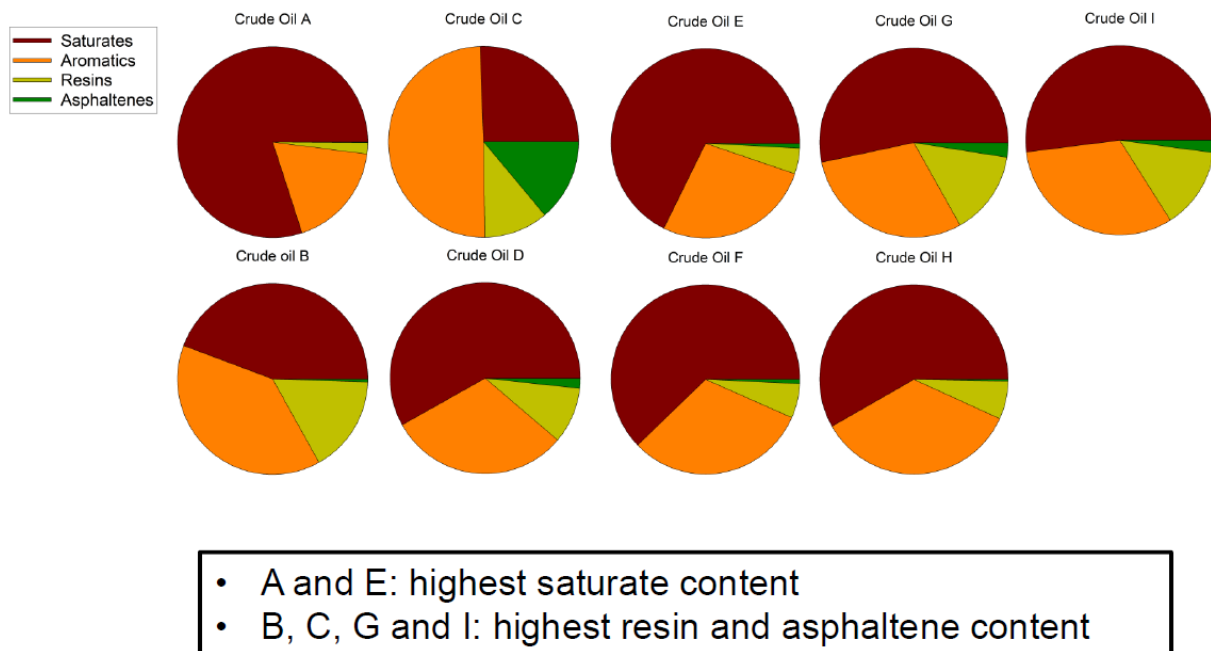 Crude Oil A
Crude Oil C
Crude Oil E
Crude Oil G
Crude Oil I
Saturates
Aromatics
Resins
Asphaltenes
Crude oil B
Crude Oil D
Crude Oil F
Crude Oil H
• A and E: highest saturate content
• B, C, G and I: highest resin and asphaltene content